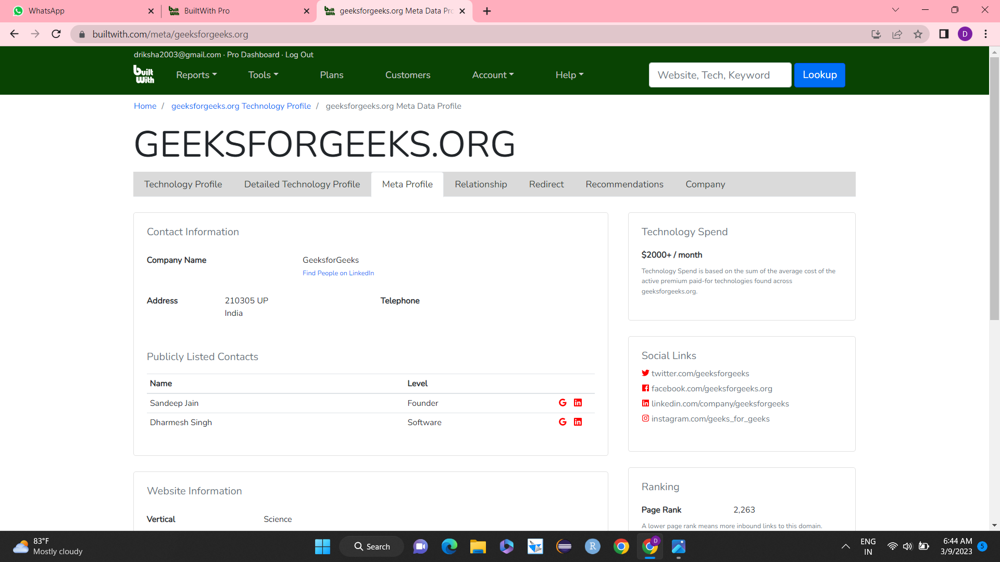 WhatsApp
BuiltWith Pro
geeksforgeeks.org Meta Data Pro
builtwith.com/meta/geeksforgeeks.org
D
driksha2003@gmail.com · Pro Dashboard · Log Out
built With
Reports
Tools
Plans
Customers
Account
Help
Website, Tech, Keyword
Lookup
Home / geeksforgeeks.org Technology Profile / geeksforgeeks.org Meta Data Profile
GEEKSFORGEEKS.ORG
Technology Profile
Detailed Technology Profile
Meta Profile
Relationship
Redirect
Recommendations
Company
Contact Information
Company Name
GeeksforGeeks
Find People on LinkedIn
Address
210305 UP
India
Telephone
Publicly Listed Contacts
Name
Level
Sandeep Jain
Founder
Dharmesh Singh
Software
Website Information
Vertical
Science
Technology Spend
$2000+ / month
Technology Spend is based on the sum of the average cost of the
active premium paid-for technologies found across
geeksforgeeks.org.
Social Links
twitter.com/geeksforgeeks
facebook.com/geeksforgeeks.org
linkedin.com/company/geeksforgeeks
instagram.com/geeks_for_geeks
Ranking
Page Rank
2,263
A lower page rank means more inbound links to this domain.
83°F
Mostly cloudy
Search
R
D
ENG
IN
6:44 AM
3/9/2023
5